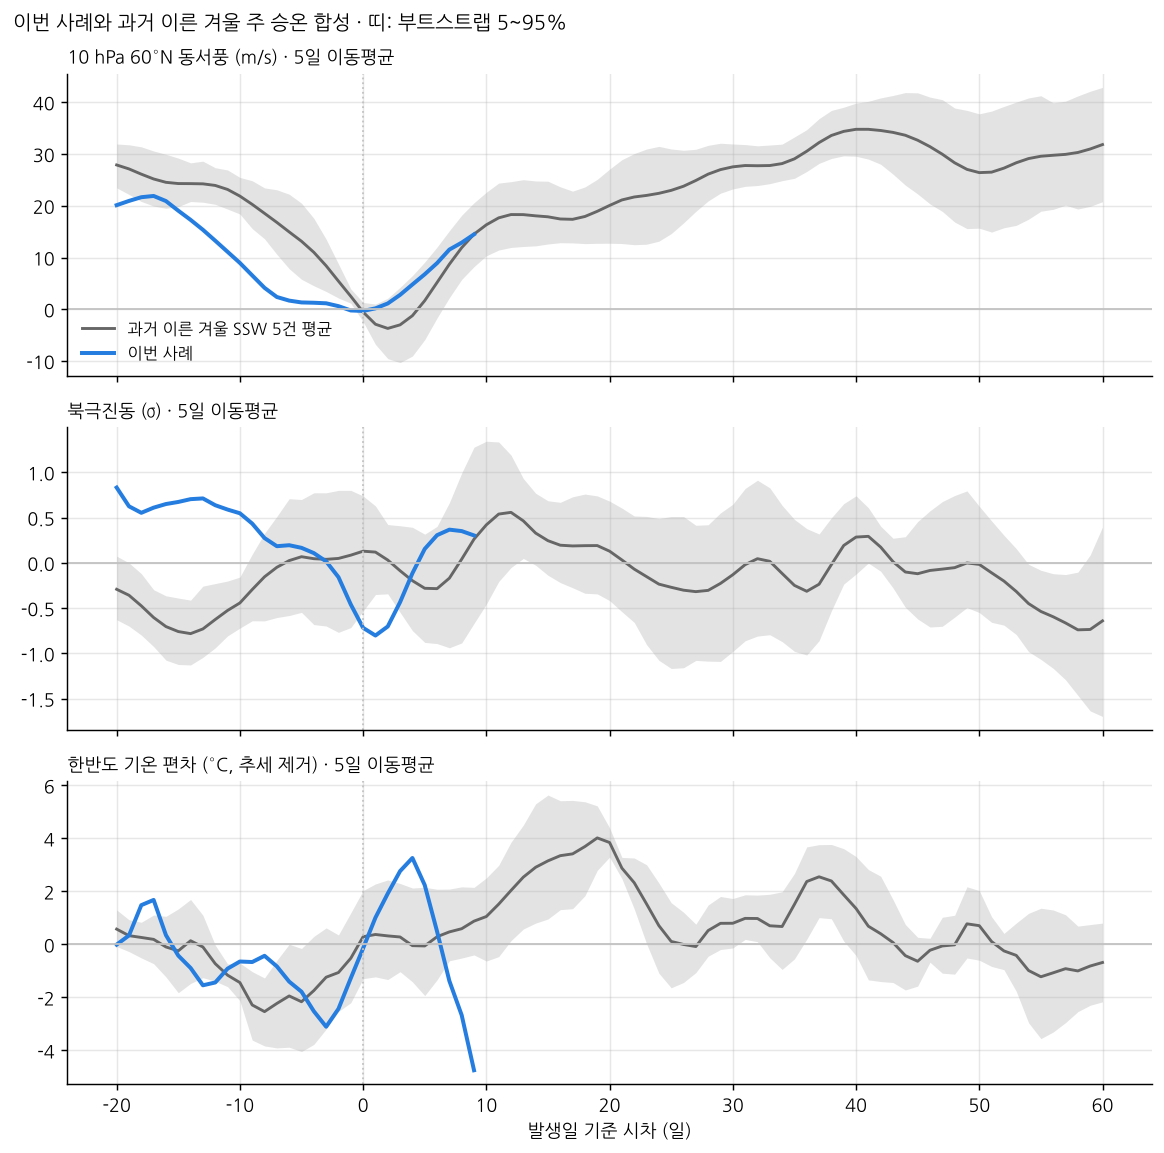 이번 사례와 과거 이른 겨울 주 승온 합성 · 띠: 부트스트랩 5~95%
10 hPa 60°N 동서풍 (m/s) · 5일 이동평균
40
30
20
10
0
-10
과거 이른 겨울 SSW 5건 평균
이번 사례
북극진동 (σ) · 5일 이동평균
1.0
0.5
0.0
-0.5
-1.0
-1.5
한반도 기온 편차 (°C, 추세 제거) · 5일 이동평균
6
4
2
0
-2
-4
-20 -10 0 10 20 30 40 50 60
발생일 기준 시차 (일)